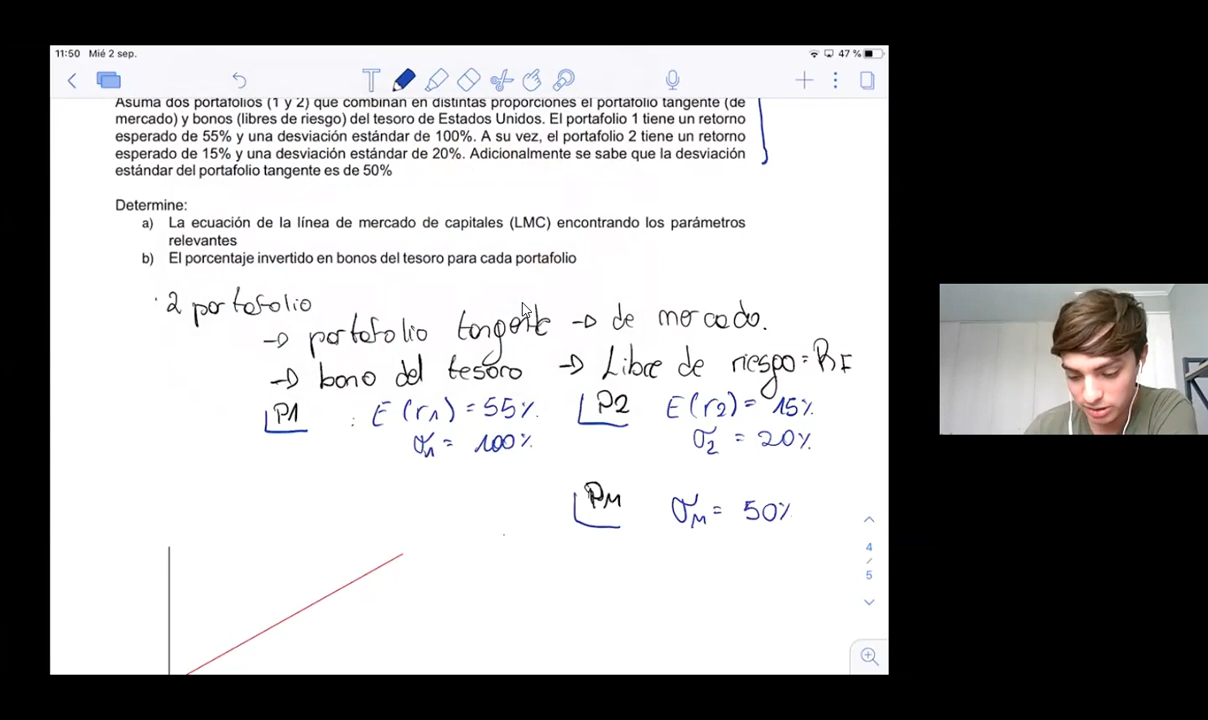 11:50 Mié 2 sep.
47 %
T
Asuma dos portafolios (1 y 2) que combinan en distintas proporciones el portafolio tangente (de
mercado) y bonos (libres de riesgo) del tesoro de Estados Unidos. El portafolio 1 tiene un retorno
esperado de 55% y una desviación estándar de 100%. A su vez, el portafolio 2 tiene un retorno
esperado de 15% y una desviación estándar de 20%. Adicionalmente se sabe que la desviación
estándar del portafolio tangente es de 50%
Determine:
a) La ecuación de la línea de mercado de capitales (LMC) encontrando los parámetros
relevantes
b) El porcentaje invertido en bonos del tesoro para cada portafolio
· 2 portafolio
→ portafolio tangente → de mercado.
→ bono del tesoro → Libre de riesgo = RF
P1 : E(r1) = 55% P2 E(r2) = 15%
σ1 = 100% σ2 = 20%
PM σM = 50%
4
/
5